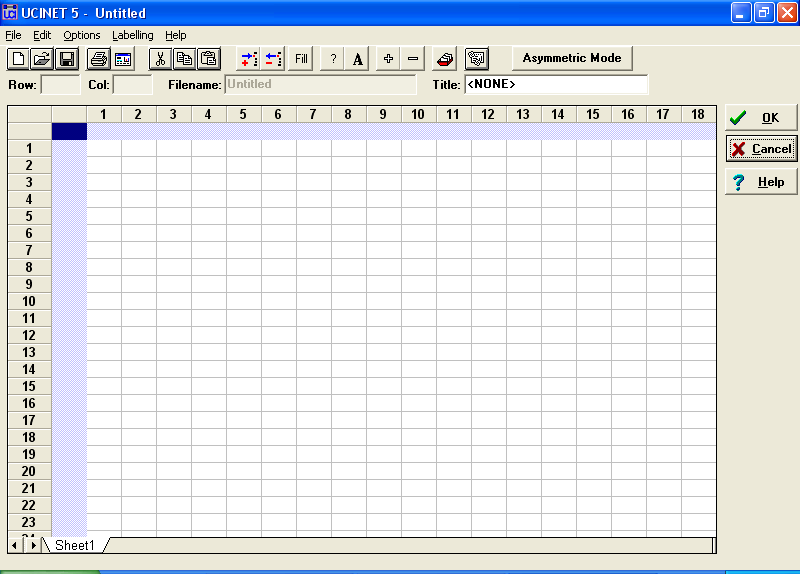 UCINET 5 - Untitled
File Edit Options Labelling Help
Fill ? A Asymmetric Mode
Row: Col: Filename: Untitled Title: <NONE>
1 2 3 4 5 6 7 8 9 10 11 12 13 14 15 16 17 18
OK
Cancel
Help
1
2
3
4
5
6
7
8
9
10
11
12
13
14
15
16
17
18
19
20
21
22
23
24
Sheet1